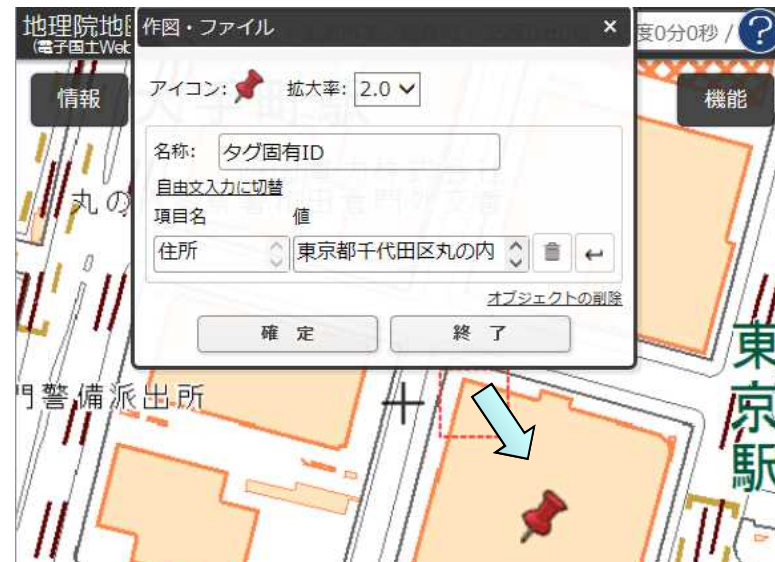 地理院地図
(電子国土Web
作図・ファイル
×
度0分0秒 /
?
情報
機能
アイコン:
拡大率: 2.0
名称: タグ固有ID
自由文入力に切替
項目名 値
住所 東京都千代田区丸の内
オブジェクトの削除
確 定
終 了
丸の
門警備派出所
東京駅